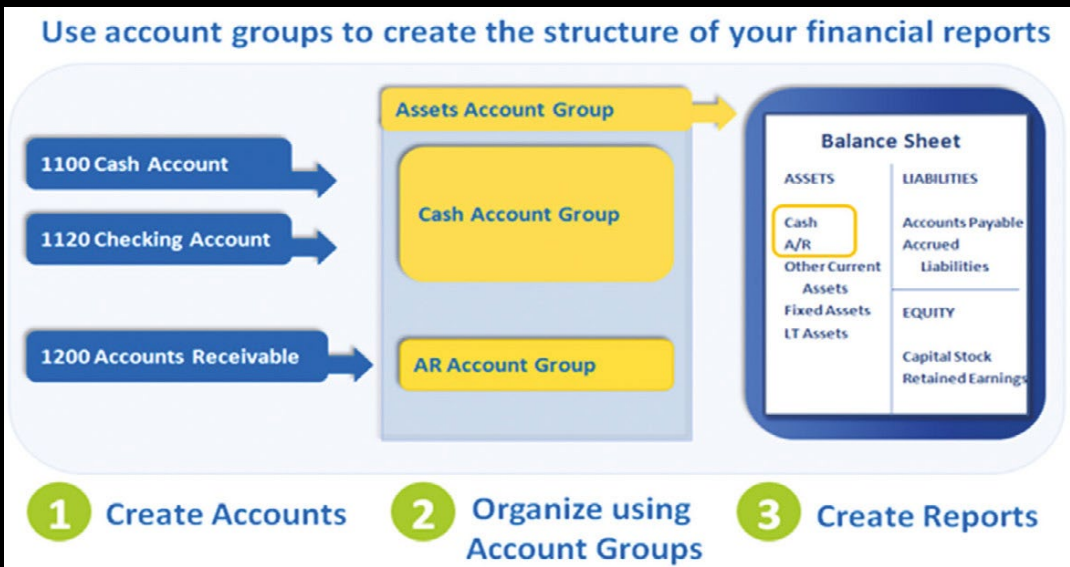 Use account groups to create the structure of your financial reports
1100 Cash Account
1120 Checking Account
1200 Accounts Receivable
Assets Account Group
Cash Account Group
AR Account Group
Balance Sheet
ASSETS
Cash
A/R
Other Current
Assets
Fixed Assets
LT Assets
LIABILITIES
Accounts Payable
Accrued
Liabilities
EQUITY
Capital Stock
Retained Earnings
1 Create Accounts
2 Organize using
Account Groups
3 Create Reports